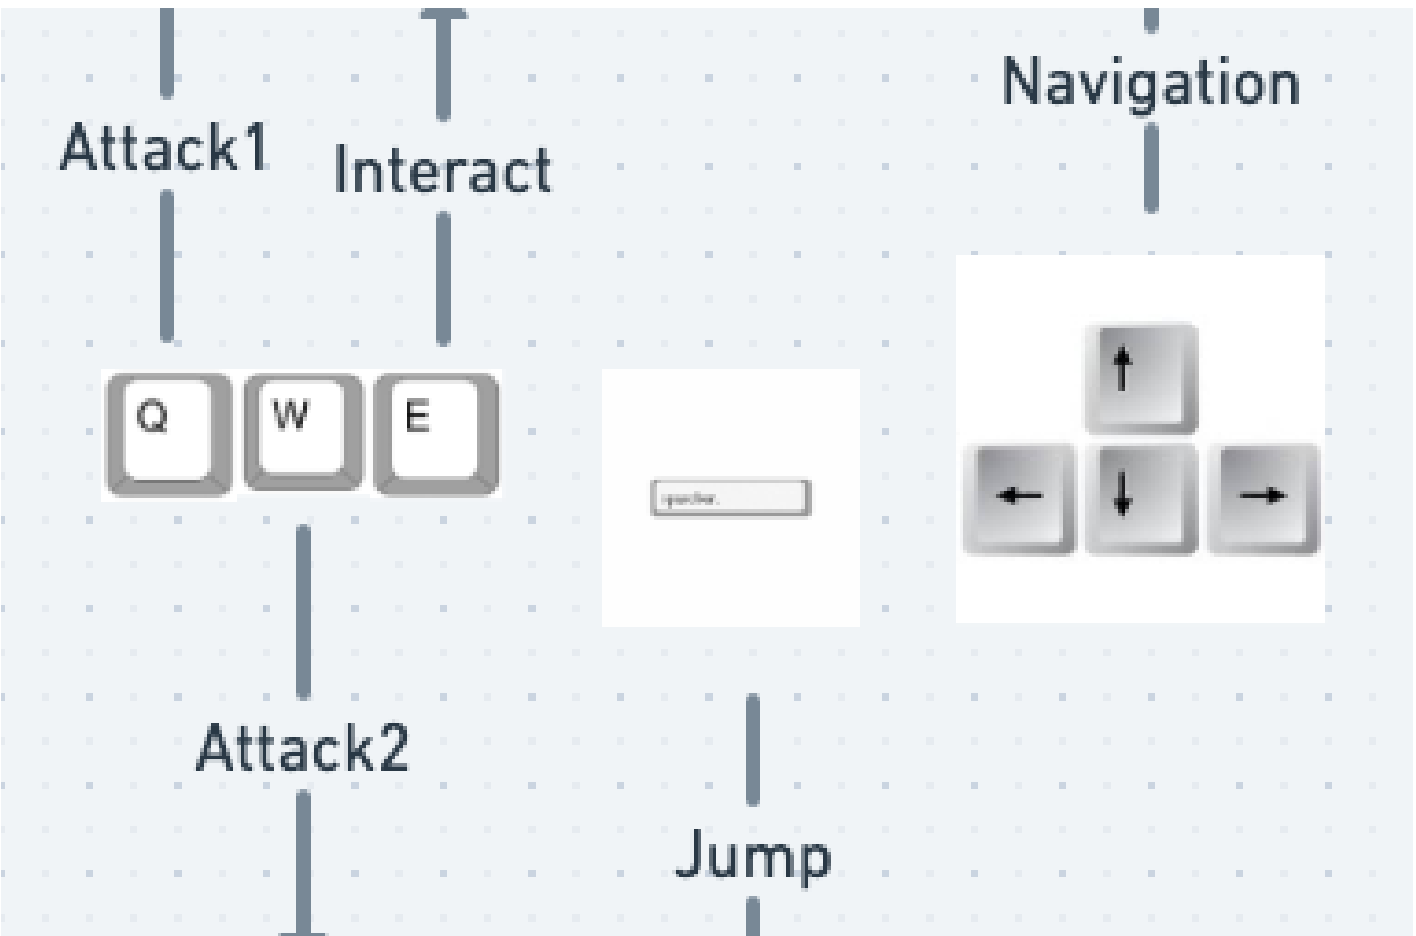 Navigation
Attack1
Interact
Q W E
Attack2
Jump